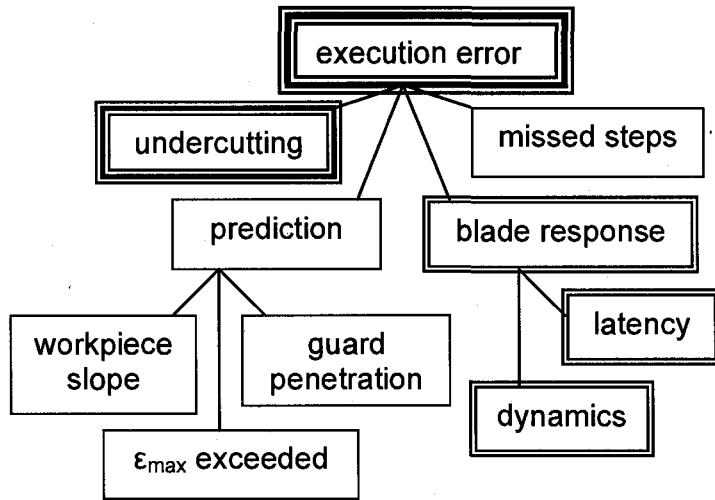 execution error
undercutting
missed steps
prediction
blade response
workpiece
slope
guard
penetration
latency
dynamics
εmax exceeded